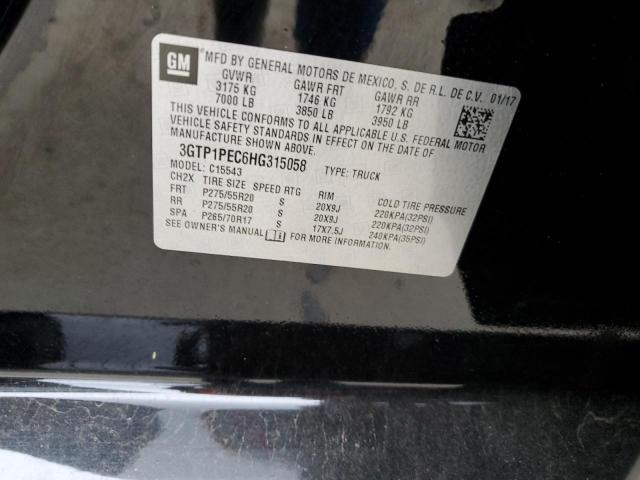 GM
MFD BY GENERAL MOTORS DE MEXICO, S. DE R.L. DE C.V. 01/17
GVWR GAWR FRT GAWR RR
3175 KG 1746 KG 1792 KG
7000 LB 3850 LB 3950 LB
THIS VEHICLE CONFORMS TO ALL APPLICABLE U.S. FEDERAL MOTOR
VEHICLE SAFETY STANDARDS IN EFFECT ON THE DATE OF
MANUFACTURE SHOWN ABOVE.
3GTP1PEC6HG315058 TYPE: TRUCK
MODEL: C15543
CH2X TIRE SIZE SPEED RTG RIM COLD TIRE PRESSURE
FRT P275/55R20 S 20X9J 220KPA(32PSI)
RR P275/55R20 S 20X9J 220KPA(32PSI)
SPA P265/70R17 S 17X7.5J 240KPA(35PSI)
SEE OWNER'S MANUAL FOR MORE INFORMATION.